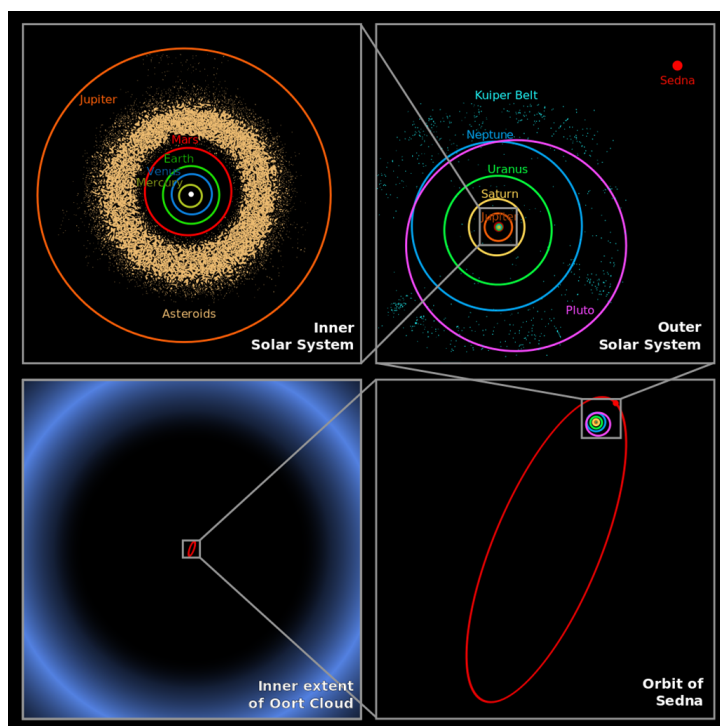 Jupiter
Mars
Earth
Venus
Mercury
Asteroids
Inner
Solar System
Sedna
Kuiper Belt
Neptune
Uranus
Saturn
Jupiter
Pluto
Outer
Solar System
Inner extent
of Oort Cloud
Orbit of
Sedna